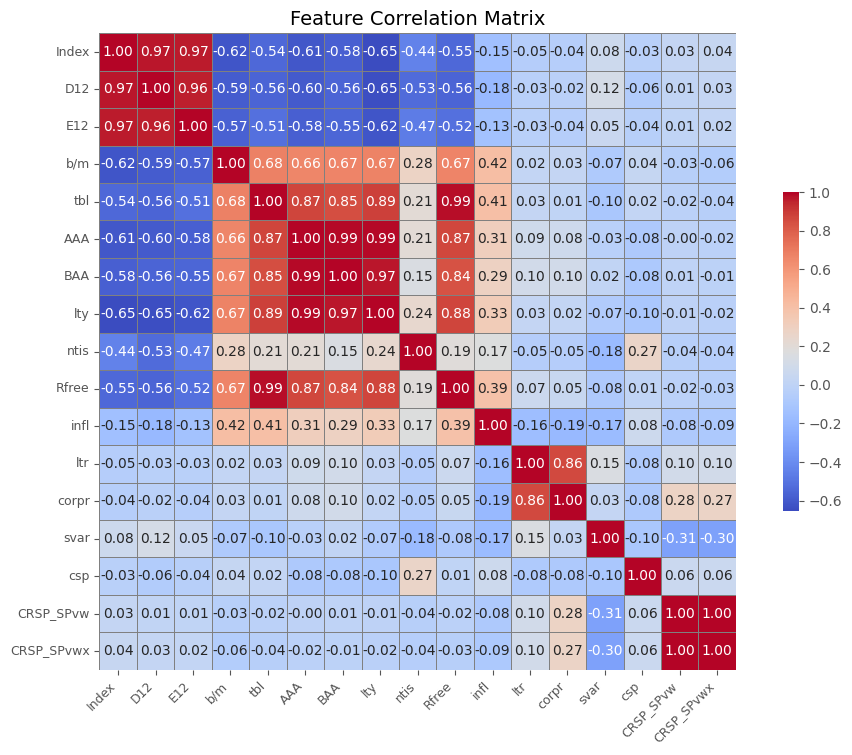 Feature Correlation Matrix
Index 1.00 0.97 0.97 -0.62 -0.54 -0.61 -0.58 -0.65 -0.44 -0.55 -0.15 -0.05 -0.04 0.08 -0.03 0.03 0.04
D12 0.97 1.00 0.96 -0.59 -0.56 -0.60 -0.56 -0.65 -0.53 -0.56 -0.18 -0.03 -0.02 0.12 -0.06 0.01 0.03
E12 0.97 0.96 1.00 -0.57 -0.51 -0.58 -0.55 -0.62 -0.47 -0.52 -0.13 -0.03 -0.04 0.05 -0.04 0.01 0.02
b/m -0.62 -0.59 -0.57 1.00 0.68 0.66 0.67 0.67 0.28 0.67 0.42 0.02 0.03 -0.07 0.04 -0.03 -0.06
tbl -0.54 -0.56 -0.51 0.68 1.00 0.87 0.85 0.89 0.21 0.99 0.41 0.03 0.01 -0.10 0.02 -0.02 -0.04
AAA -0.61 -0.60 -0.58 0.66 0.87 1.00 0.99 0.99 0.21 0.87 0.31 0.09 0.08 -0.03 -0.08 -0.00 -0.02
BAA -0.58 -0.56 -0.55 0.67 0.85 0.99 1.00 0.97 0.15 0.84 0.29 0.10 0.10 0.02 -0.08 0.01 -0.01
lty -0.65 -0.65 -0.62 0.67 0.89 0.99 0.97 1.00 0.24 0.88 0.33 0.03 0.02 -0.07 -0.10 -0.01 -0.02
ntis -0.44 -0.53 -0.47 0.28 0.21 0.21 0.15 0.24 1.00 0.19 0.17 -0.05 -0.05 -0.18 0.27 -0.04 -0.04
Rfree -0.55 -0.56 -0.52 0.67 0.99 0.87 0.84 0.88 0.19 1.00 0.39 0.07 0.05 -0.08 0.01 -0.02 -0.03
infl -0.15 -0.18 -0.13 0.42 0.41 0.31 0.29 0.33 0.17 0.39 1.00 -0.16 -0.19 -0.17 0.08 -0.08 -0.09
ltr -0.05 -0.03 -0.03 0.02 0.03 0.09 0.10 0.03 -0.05 0.07 -0.16 1.00 0.86 0.15 -0.08 0.10 0.10
corpr -0.04 -0.02 -0.04 0.03 0.01 0.08 0.10 0.02 -0.05 0.05 -0.19 0.86 1.00 0.03 -0.08 0.28 0.27
svar 0.08 0.12 0.05 -0.07 -0.10 -0.03 0.02 -0.07 -0.18 -0.08 -0.17 0.15 0.03 1.00 -0.10 -0.31 -0.30
csp -0.03 -0.06 -0.04 0.04 0.02 -0.08 -0.08 -0.10 0.27 0.01 0.08 -0.08 -0.08 -0.10 1.00 0.06 0.06
CRSP_SPvw 0.03 0.01 0.01 -0.03 -0.02 -0.00 0.01 -0.01 -0.04 -0.02 -0.08 0.10 0.28 -0.31 0.06 1.00 1.00
CRSP_SPvwx 0.04 0.03 0.02 -0.06 -0.04 -0.02 -0.01 -0.02 -0.04 -0.03 -0.09 0.10 0.27 -0.30 0.06 1.00 1.00
Index D12 E12 b/m tbl AAA BAA lty ntis Rfree infl ltr corpr svar csp CRSP_SPvw CRSP_SPvwx
1.0
0.8
0.6
0.4
0.2
0.0
−0.2
−0.4
−0.6